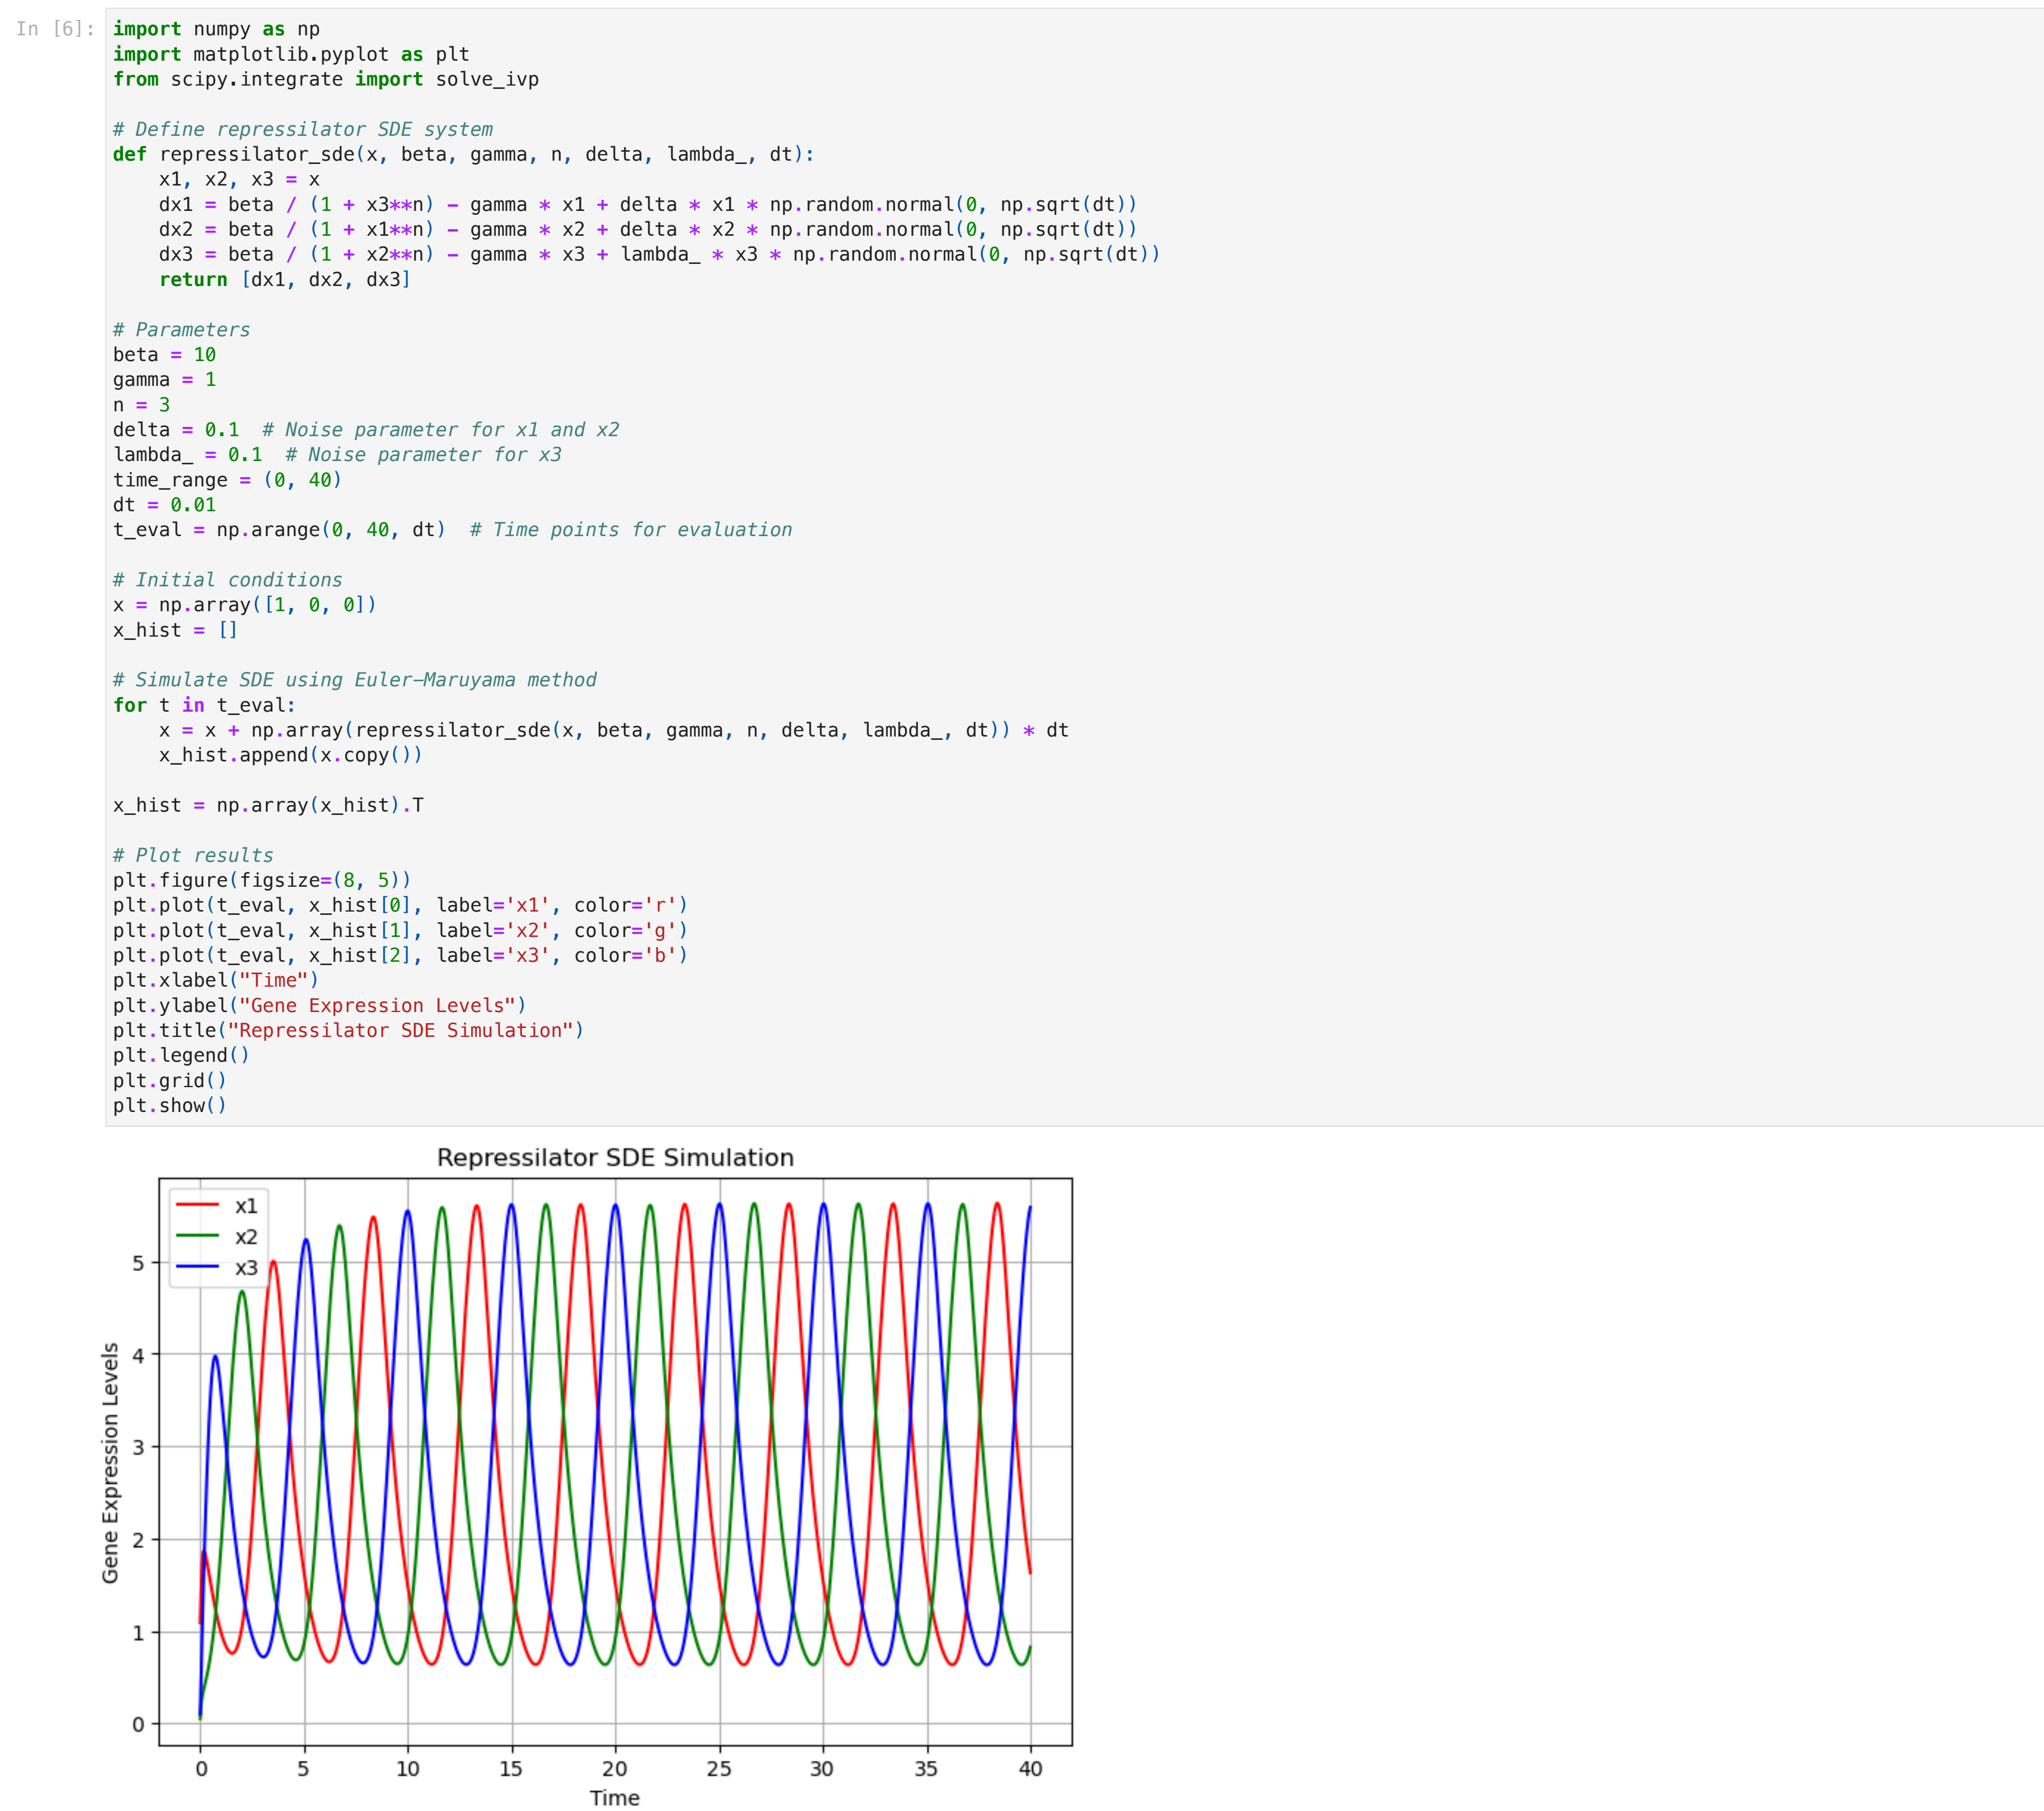 In [6]:
import numpy as np
import matplotlib.pyplot as plt
from scipy.integrate import solve_ivp

# Define repressilator SDE system
def repressilator_sde(x, beta, gamma, n, delta, lambda_, dt):
    x1, x2, x3 = x
    dx1 = beta / (1 + x3**n) - gamma * x1 + delta * x1 * np.random.normal(0, np.sqrt(dt))
    dx2 = beta / (1 + x1**n) - gamma * x2 + delta * x2 * np.random.normal(0, np.sqrt(dt))
    dx3 = beta / (1 + x2**n) - gamma * x3 + lambda_ * x3 * np.random.normal(0, np.sqrt(dt))
    return [dx1, dx2, dx3]

# Parameters
beta = 10
gamma = 1
n = 3
delta = 0.1  # Noise parameter for x1 and x2
lambda_ = 0.1  # Noise parameter for x3
time_range = (0, 40)
dt = 0.01
t_eval = np.arange(0, 40, dt)  # Time points for evaluation

# Initial conditions
x = np.array([1, 0, 0])
x_hist = []

# Simulate SDE using Euler–Maruyama method
for t in t_eval:
    x = x + np.array(repressilator_sde(x, beta, gamma, n, delta, lambda_, dt)) * dt
    x_hist.append(x.copy())

x_hist = np.array(x_hist).T

# Plot results
plt.figure(figsize=(8, 5))
plt.plot(t_eval, x_hist[0], label='x1', color='r')
plt.plot(t_eval, x_hist[1], label='x2', color='g')
plt.plot(t_eval, x_hist[2], label='x3', color='b')
plt.xlabel("Time")
plt.ylabel("Gene Expression Levels")
plt.title("Repressilator SDE Simulation")
plt.legend()
plt.grid()
plt.show()
Repressilator SDE Simulation
x1
x2
x3
Gene Expression Levels
5
4
3
2
1
0
0 5 10 15 20 25 30 35 40
Time